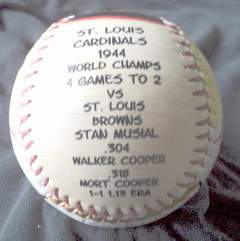 ST. LOUIS
CARDINALS
1944
WORLD CHAMPS
4 GAMES TO 2
VS
ST. LOUIS
BROWNS
STAN MUSIAL
.304
WALKER COOPER
.318
MORT COOPER
1-1 1.13 ERA